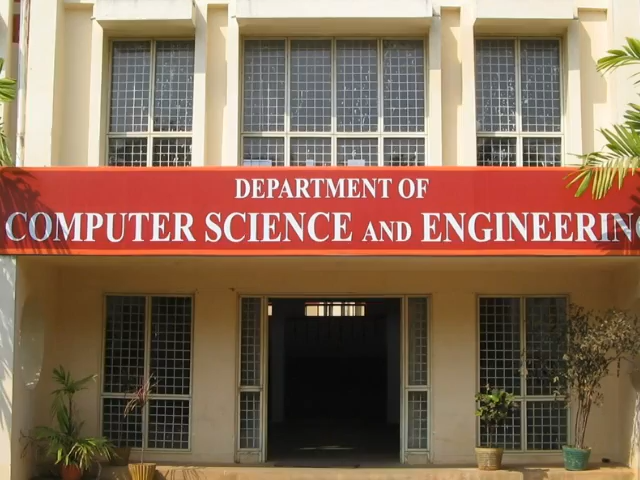 DEPARTMENT OF
COMPUTER SCIENCE AND ENGINEERING